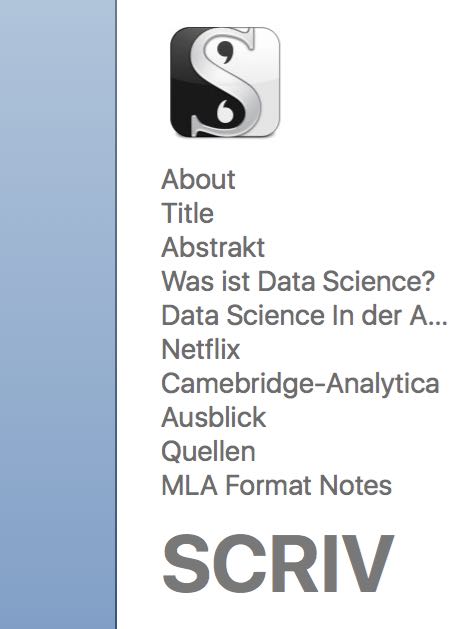 About
Title
Abstrakt
Was ist Data Science?
Data Science In der A...
Netflix
Camebridge-Analytica
Ausblick
Quellen
MLA Format Notes
SCRIV